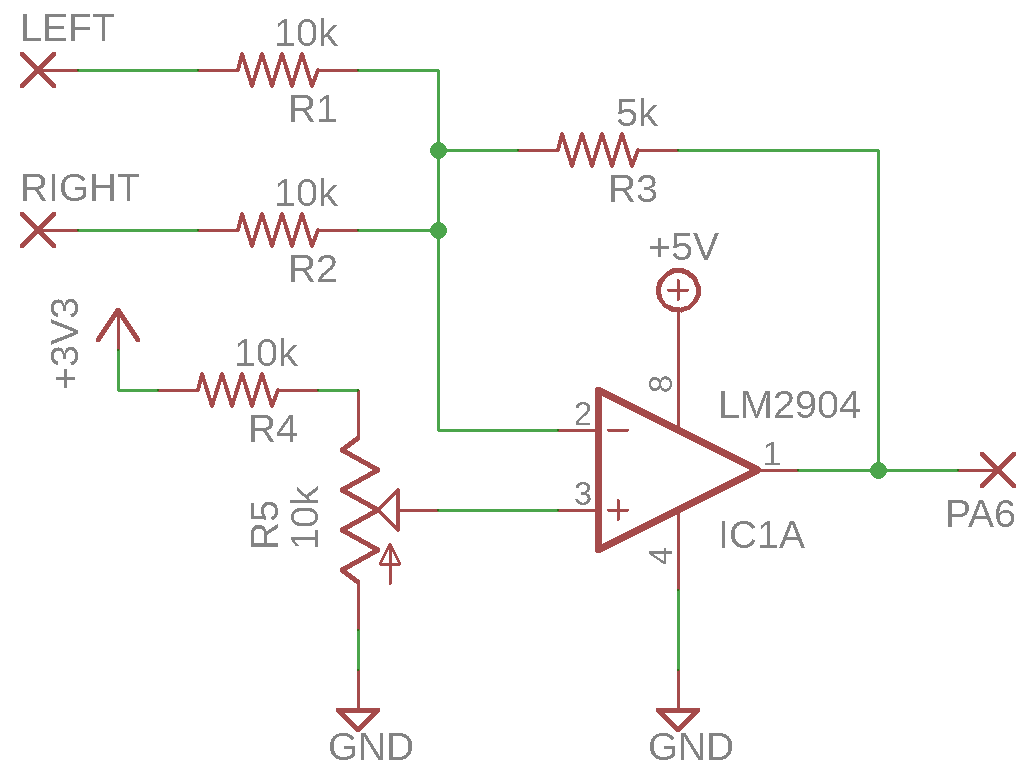 LEFT
10k
R1
5k
R3
RIGHT
10k
R2
+5V
+3V3
10k
R4
8
LM2904
2
1
3
R5
10k
PA6
IC1A
4
GND
GND